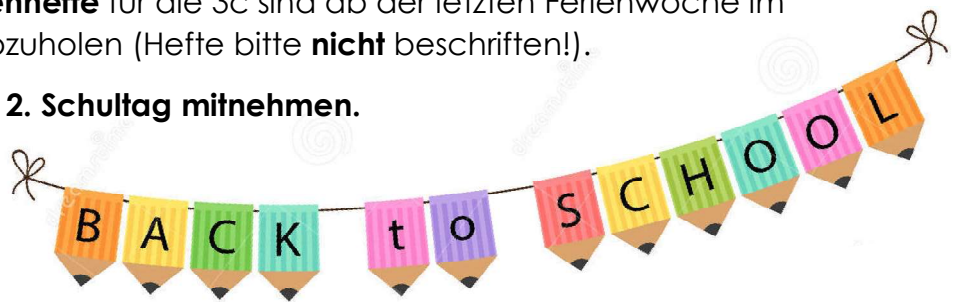 für die 3c sind ab der letzten Ferienwoche im
abzuholen (Hefte bitte nicht beschriften!).
2. Schultag mitnehmen.
BACK to SCHOOL